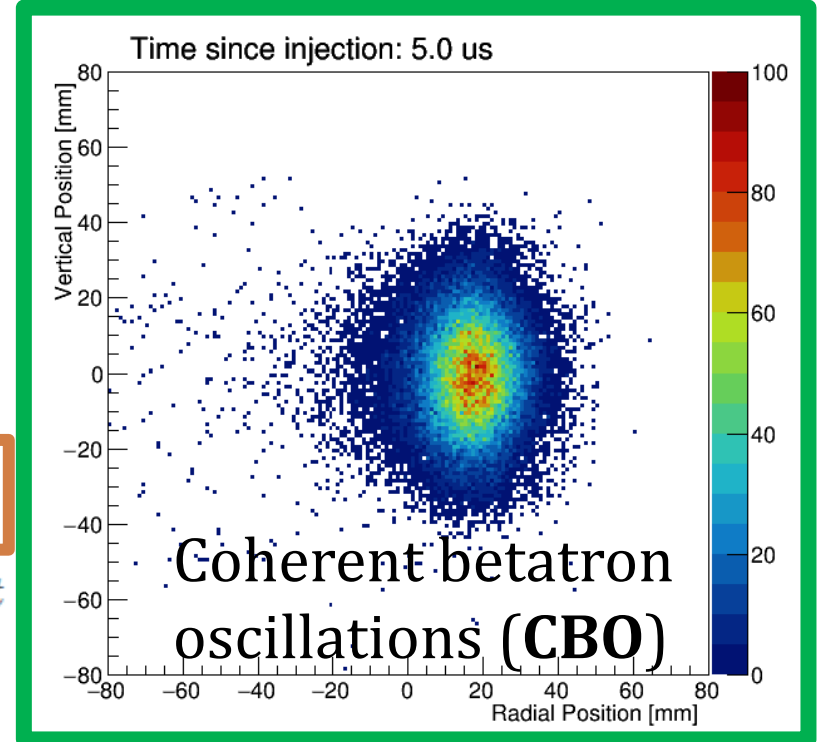 Time since injection: 5.0 us
Vertical Position [mm]
80
60
40
20
0
−20
−40
−60
−80
100
80
60
40
20
0
Coherent betatron
oscillations (CBO)
−80 −60 −40 −20 0 20 40 60 80
Radial Position [mm]